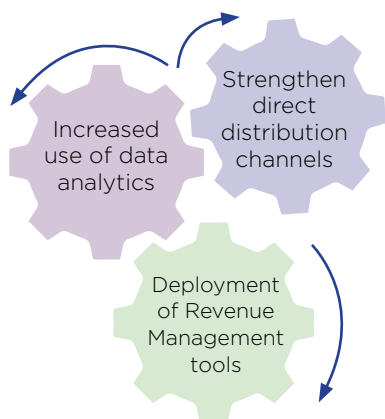 Increased
use of data
analytics
Strengthen
direct
distribution
channels
Deployment
of Revenue
Management
tools